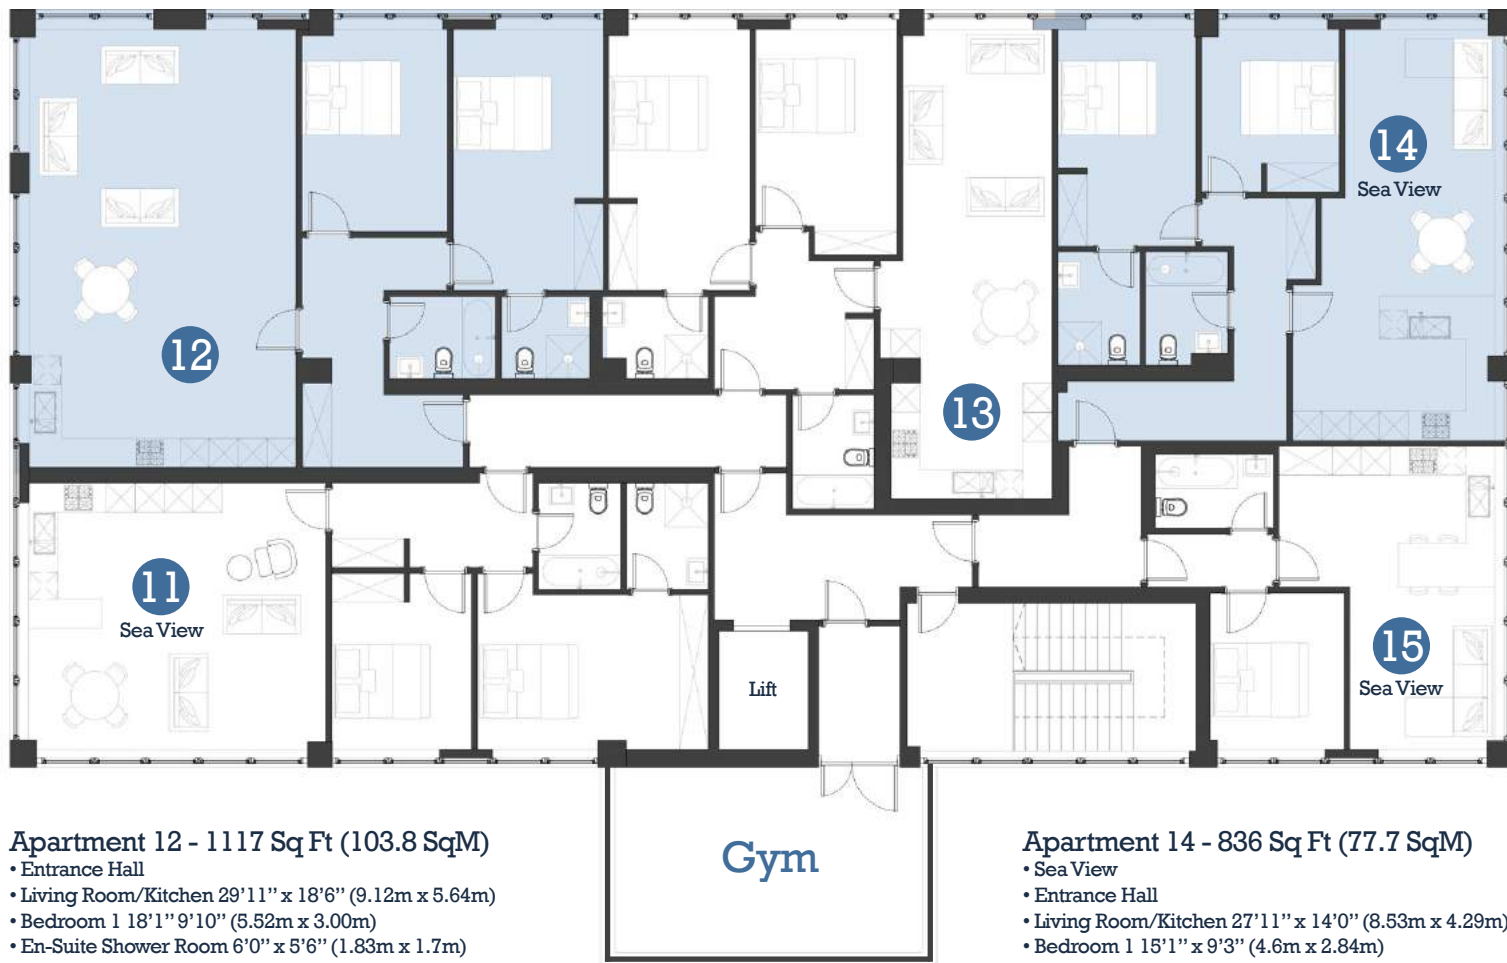 14
Sea View
12
13
11
Sea View
15
Sea View
Lift
Gym
Apartment 12 - 1117 Sq Ft (103.8 SqM)
• Entrance Hall
• Living Room/Kitchen 29’11’’ x 18’6’’ (9.12m x 5.64m)
• Bedroom 1 18’1’’ 9’10’’ (5.52m x 3.00m)
• En-Suite Shower Room 6’0’’ x 5’6’’ (1.83m x 1.7m)
Apartment 14 - 836 Sq Ft (77.7 SqM)
• Sea View
• Entrance Hall
• Living Room/Kitchen 27’11’’ x 14’0’’ (8.53m x 4.29m)
• Bedroom 1 15’1’’ x 9’3’’ (4.6m x 2.84m)